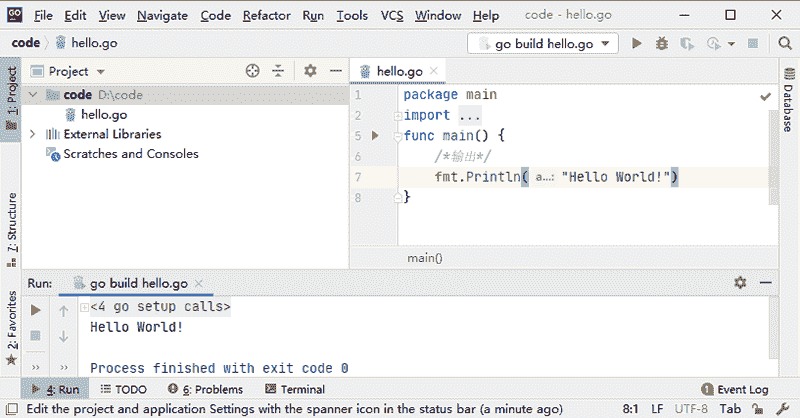 GO File Edit View Navigate Code Refactor Run Tools VCS Window Help code - hello.go
code hello.go go build hello.go
1: Project
Project
code D:\code
hello.go
External Libraries
Scratches and Consoles
7: Structure
2: Favorites
hello.go
1 package main
2 import ...
5 func main() {
6 /*输出*/
7 fmt.Println( a...: "Hello World!")
8 }
main()
Database
Run: go build hello.go
<4 go setup calls>
Hello World!
Process finished with exit code 0
4: Run TODO 6: Problems Terminal 1 Event Log
Edit the project and application Settings with the spanner icon in the status bar (a minute ago) 8:1 LF UTF-8 Tab